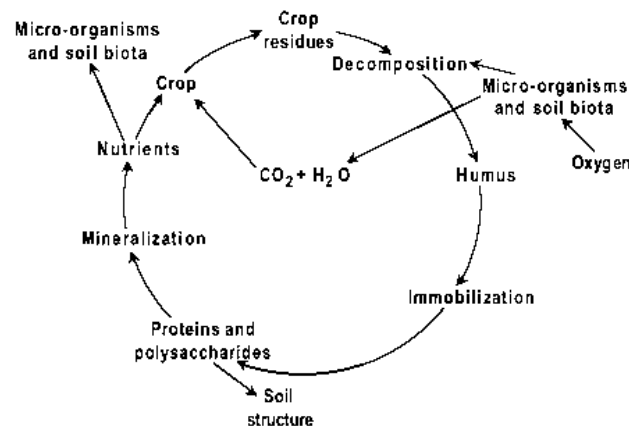 Micro-organisms
and soil biota
Crop
residues
Decomposition
Micro-organisms
and soil biota
Oxygen
Crop
Nutrients
CO2 + H2O
Humus
Mineralization
Immobilization
Proteins and
polysaccharides
Soil
structure